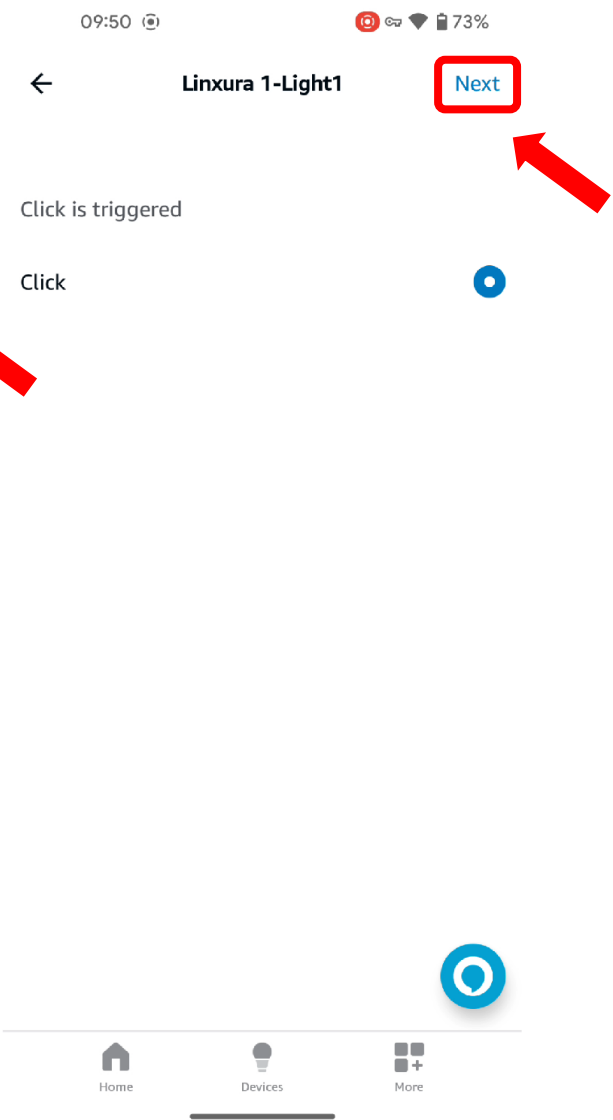 09:50 73%
Linxura 1-Light1 Next
Click is triggered
Click
Home Devices More